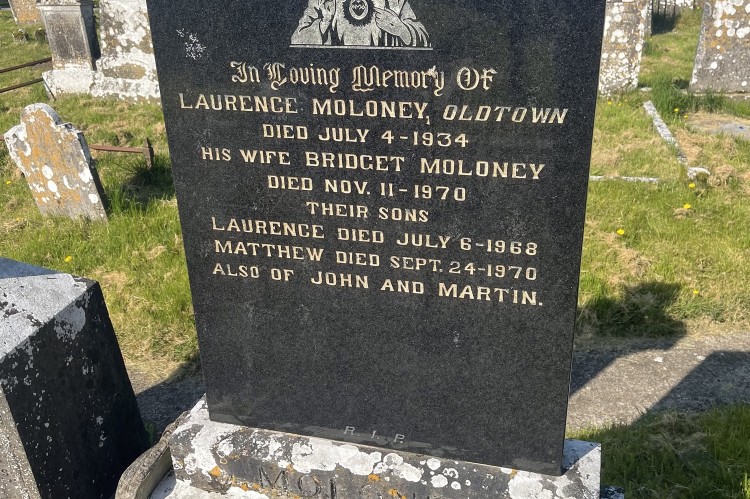 In Loving Memory Of
LAURENCE MOLONEY, OLDTOWN
DIED JULY 4-1934
HIS WIFE BRIDGET MOLONEY
DIED NOV. 11-1970
THEIR SONS
LAURENCE DIED JULY 6-1968
MATTHEW DIED SEPT. 24-1970
ALSO OF JOHN AND MARTIN.
R.I.P.